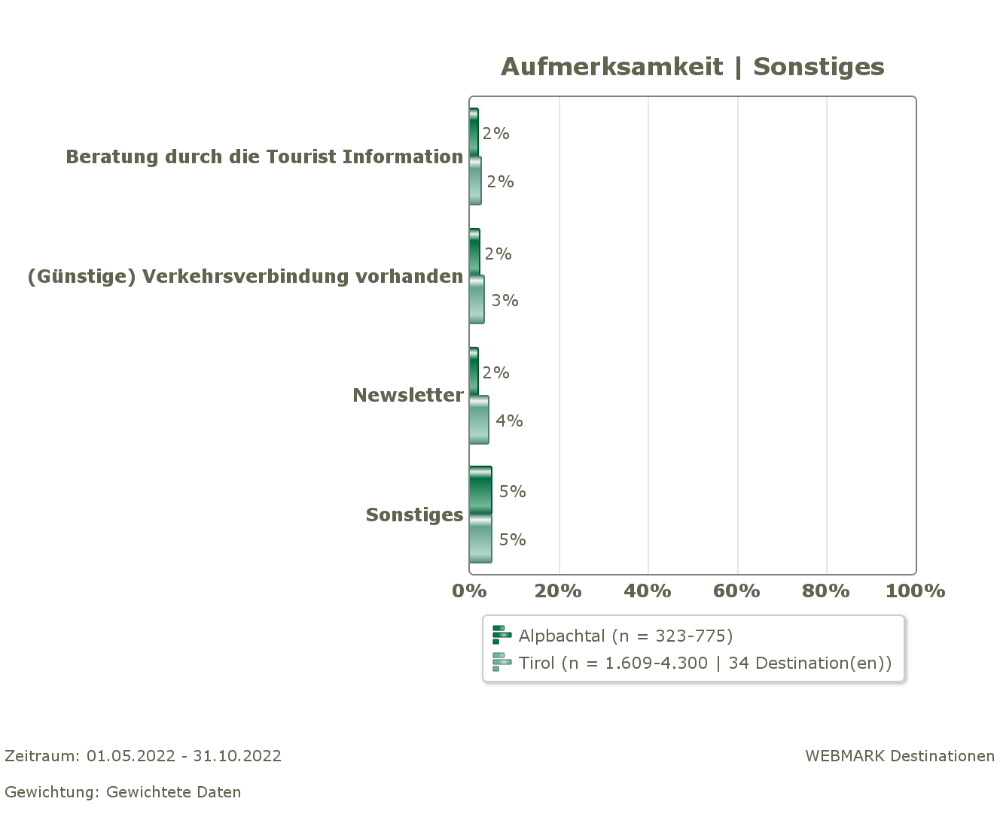 Aufmerksamkeit | Sonstiges
Beratung durch die Tourist Information
2%
2%
(Günstige) Verkehrsverbindung vorhanden
2%
3%
Newsletter
2%
4%
Sonstiges
5%
5%
0% 20% 40% 60% 80% 100%
Alpbachtal (n = 323-775)
Tirol (n = 1.609-4.300 | 34 Destination(en))
Zeitraum: 01.05.2022 - 31.10.2022
WEBMARK Destinationen
Gewichtung: Gewichtete Daten